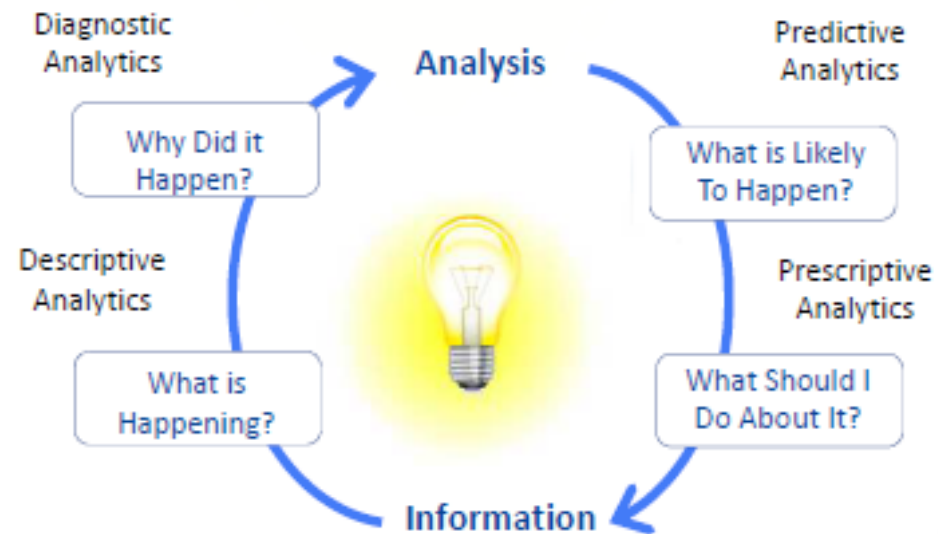 Diagnostic
Analytics
Analysis
Predictive
Analytics
Why Did it
Happen?
What is Likely
To Happen?
Descriptive
Analytics
Prescriptive
Analytics
What is
Happening?
What Should I
Do About It?
Information